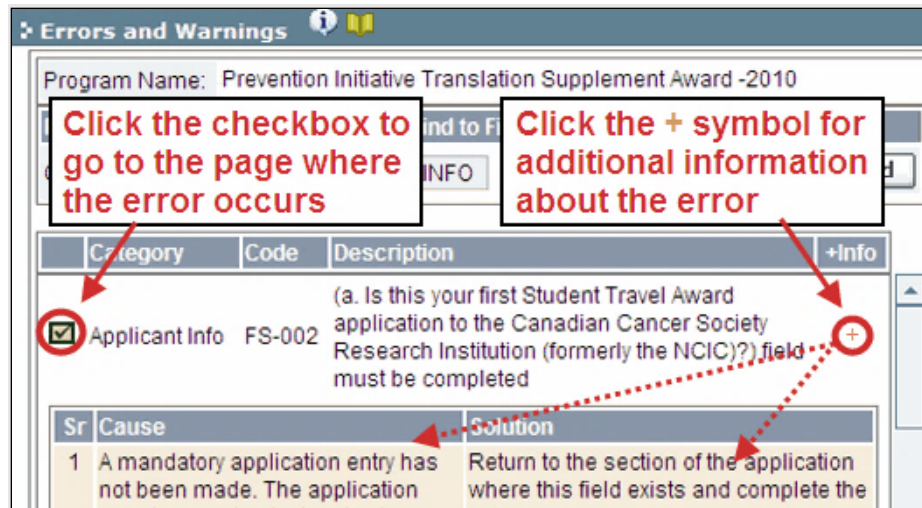 Errors and Warnings
Program Name: Prevention Initiative Translation Supplement Award -2010
Click the checkbox to
go to the page where
the error occurs
Click the + symbol for
additional information
about the error
to
INFO
Category Code Description +Info
Applicant Info FS-002
(a. Is this your first Student Travel Award
application to the Canadian Cancer Society
Research Institution (formerly the NCIC)?) field
must be completed
+
Sr Cause Solution
1 A mandatory application entry has
not been made. The application
Return to the section of the application
where this field exists and complete the